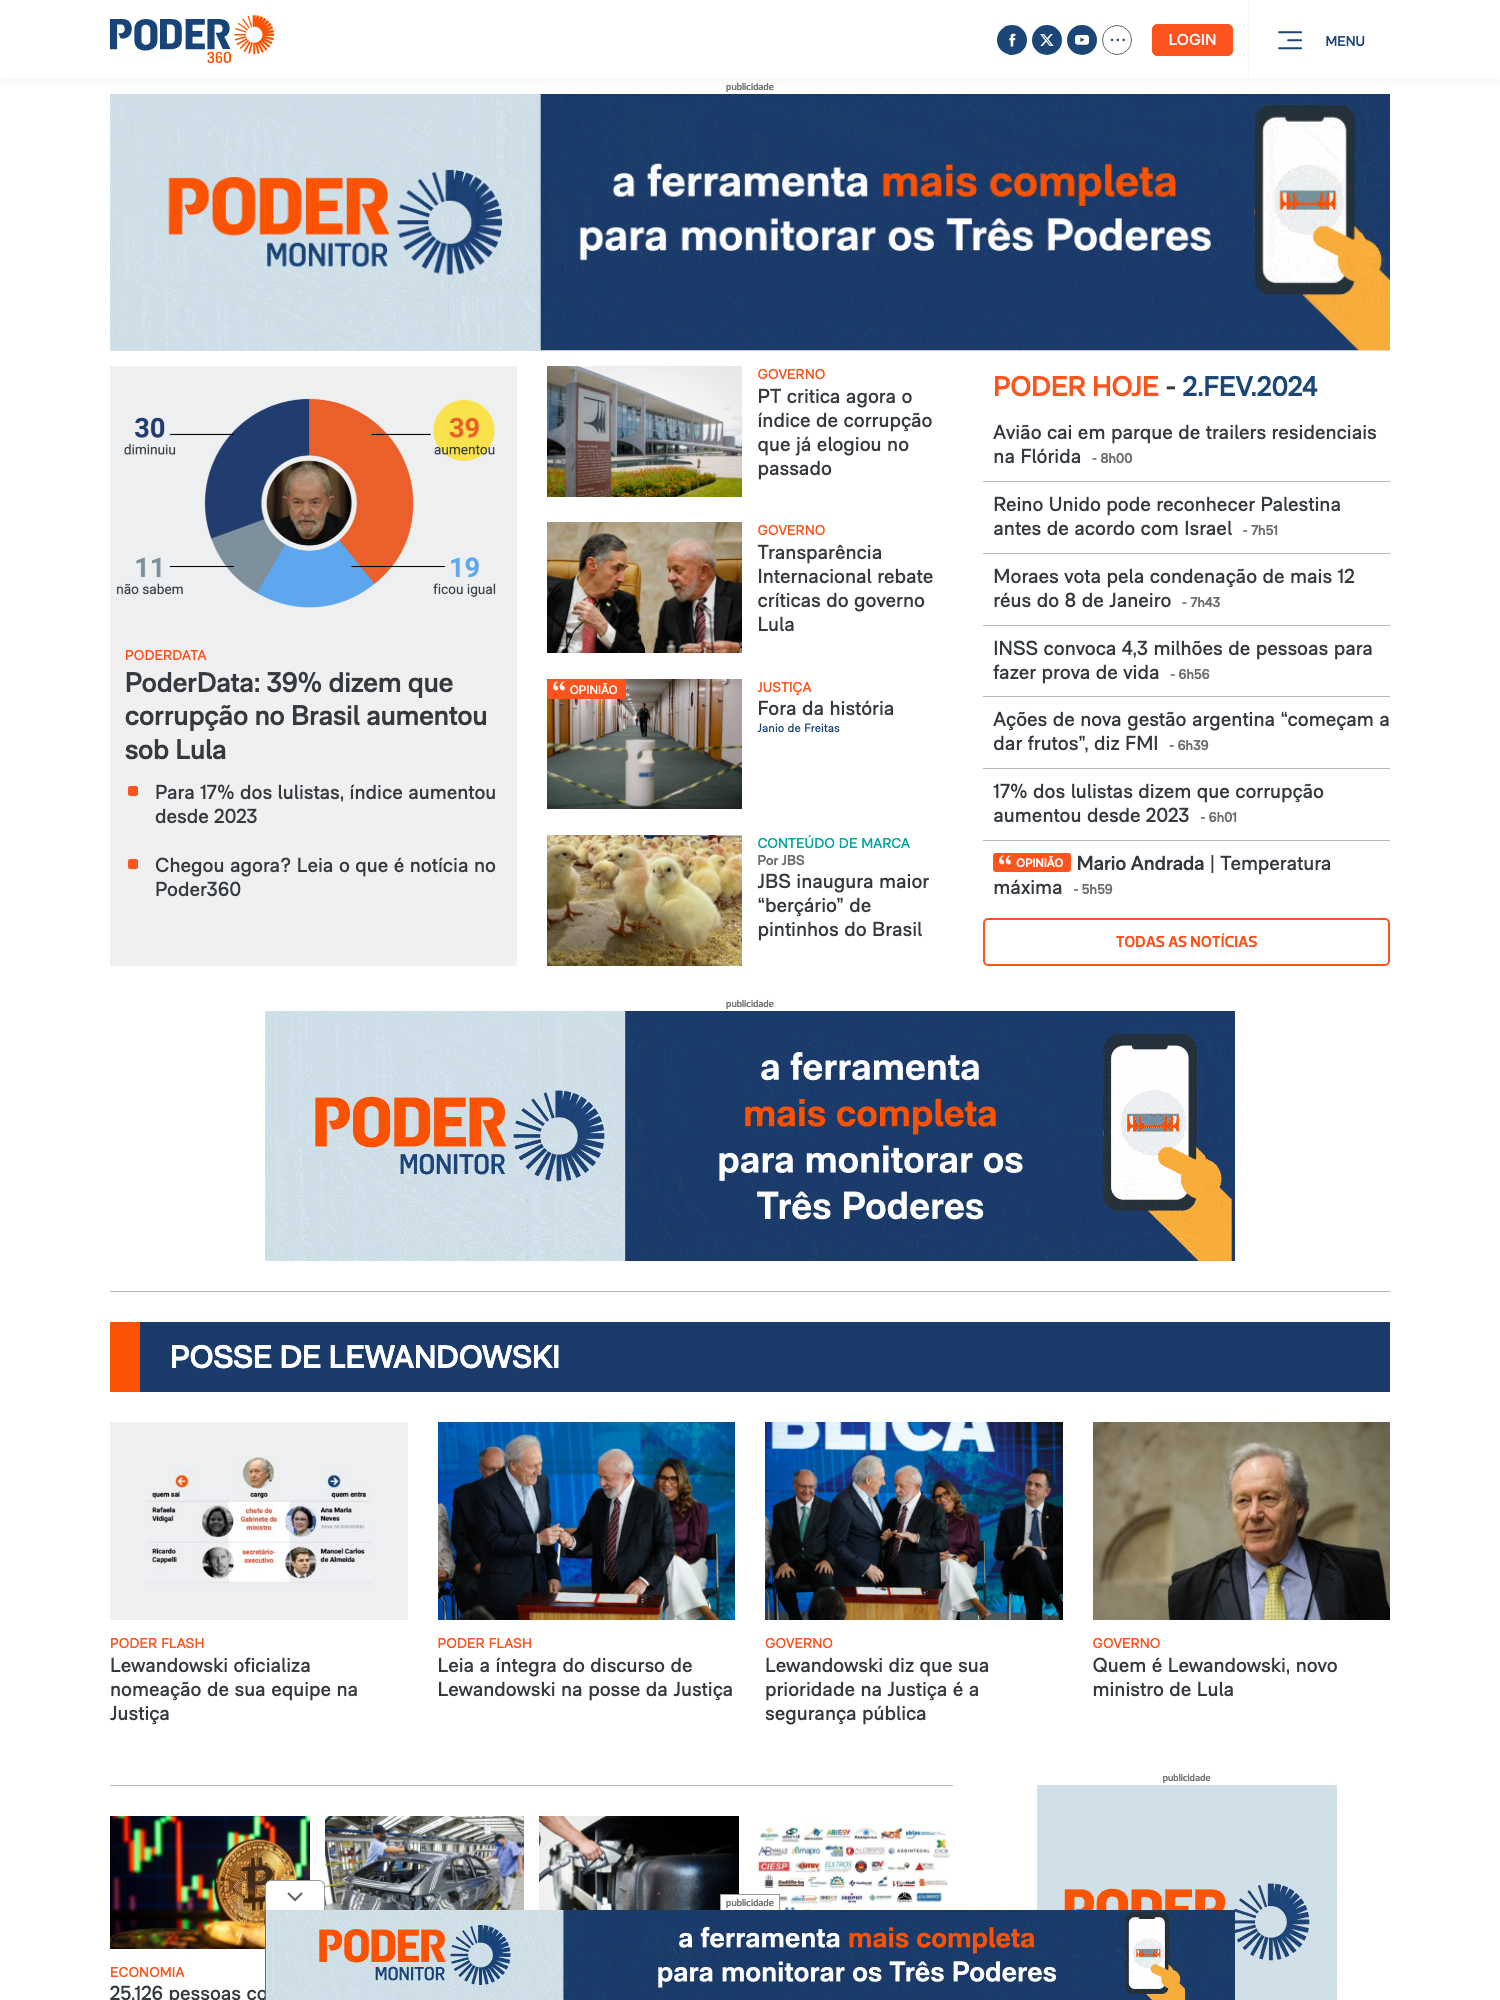 PODER
360
LOGIN
MENU
publicidade
PODER
MONITOR
a ferramenta mais completa
para monitorar os Três Poderes
30
diminuiu
39
aumentou
11
não sabem
19
ficou igual
PODERDATA
PoderData: 39% dizem que
corrupção no Brasil aumentou
sob Lula
Para 17% dos lulistas, índice aumentou
desde 2023
Chegou agora? Leia o que é notícia no
Poder360
GOVERNO
PT critica agora o
índice de corrupção
que já elogiou no
passado
GOVERNO
Transparência
Internacional rebate
críticas do governo
Lula
“ OPINIÃO
JUSTIÇA
Fora da história
Janio de Freitas
CONTEÚDO DE MARCA
Por JBS
JBS inaugura maior
“berçário” de
pintinhos do Brasil
PODER HOJE - 2.FEV.2024
Avião cai em parque de trailers residenciais
na Flórida - 8h00
Reino Unido pode reconhecer Palestina
antes de acordo com Israel - 7h51
Moraes vota pela condenação de mais 12
réus do 8 de Janeiro - 7h43
INSS convoca 4,3 milhões de pessoas para
fazer prova de vida - 6h56
Ações de nova gestão argentina “começam a
dar frutos”, diz FMI - 6h39
17% dos lulistas dizem que corrupção
aumentou desde 2023 - 6h01
“ OPINIÃO Mario Andrada | Temperatura
máxima - 5h59
TODAS AS NOTÍCIAS
publicidade
PODER
MONITOR
a ferramenta
mais completa
para monitorar os
Três Poderes
POSSE DE LEWANDOWSKI
quem sai
cargo
quem entra
Rafaela
Vidigal
chefe de
Gabinete do
ministro
Ana Maria
Neves
Ricardo
Cappelli
secretário-
executivo
Manoel Carlos
de Almeida
BLICA
PODER FLASH
Lewandowski oficializa
nomeação de sua equipe na
Justiça
PODER FLASH
Leia a íntegra do discurso de
Lewandowski na posse da Justiça
GOVERNO
Lewandowski diz que sua
prioridade na Justiça é a
segurança pública
GOVERNO
Quem é Lewandowski, novo
ministro de Lula
publicidade
PODER
CIESP
ELETROS
publicidade
ECONOMIA
25.126 pessoas co
PODER
MONITOR
a ferramenta mais completa
para monitorar os Três Poderes